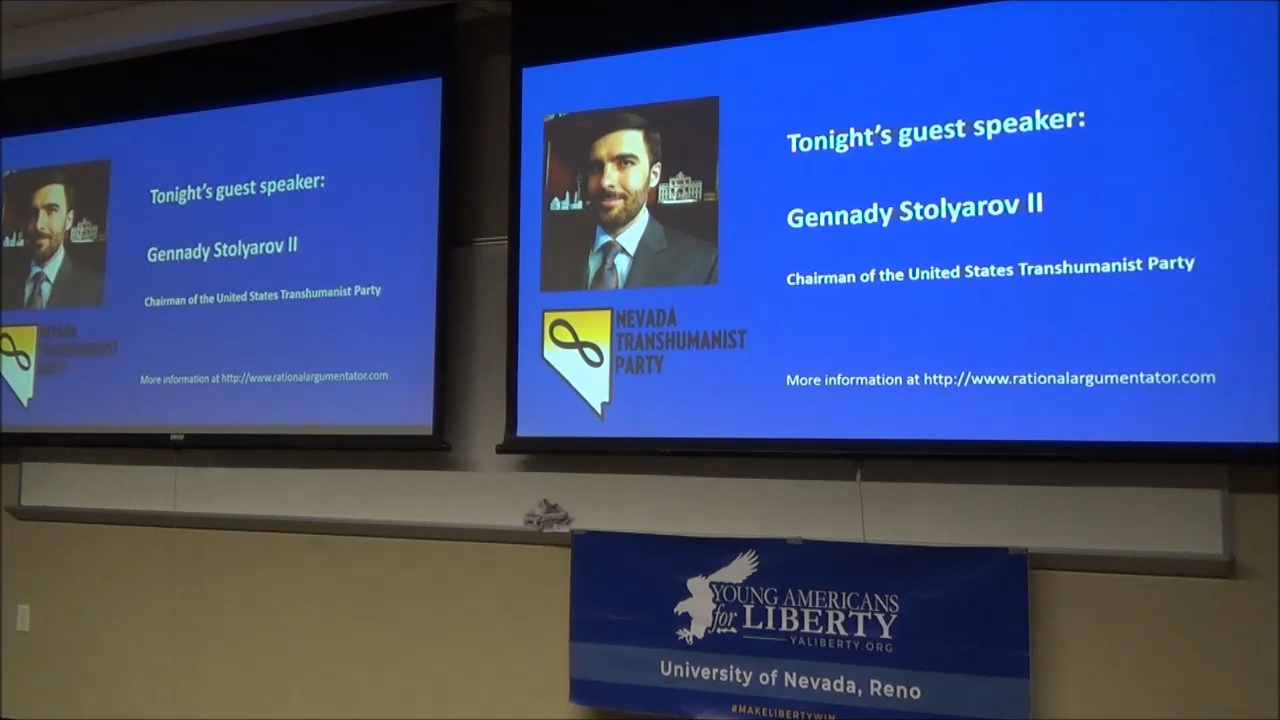 Tonight's guest speaker:
Gennady Stolyarov II
Chairman of the United States Transhumanist Party
NEVADA
TRANSHUMANIST
PARTY
More information at http://www.rationalargumentator.com
Tonight's guest speaker:
Gennady Stolyarov II
Chairman of the United States Transhumanist Party
NEVADA
TRANSHUMANIST
PARTY
More information at http://www.rationalargumentator.com
YOUNG AMERICANS
for LIBERTY
YALIBERTY.ORG
University of Nevada, Reno
#MAKELIBERTYWIN